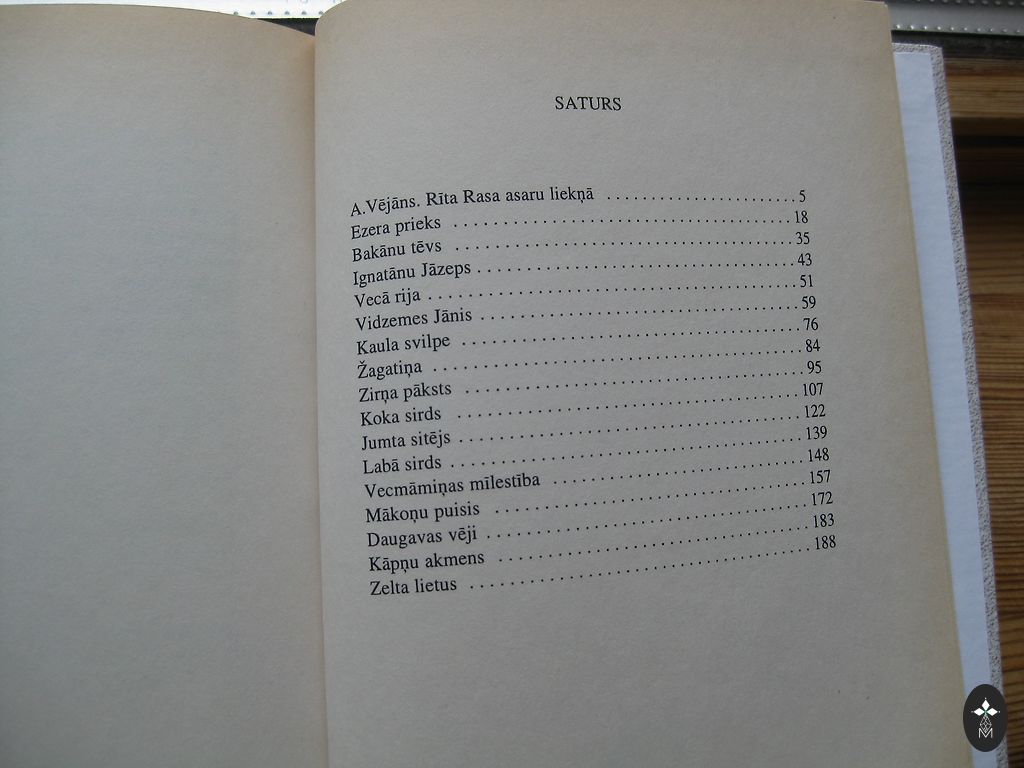 SATURS
A.Vējāns. Rīta Rasa asaru liekņā ...................... 5
Ezera prieks .................................. 18
Bakānu tēvs .................................. 35
Ignatānu Jāzeps ................................ 43
Vecā rija ..................................... 51
Vidzemes Jānis ................................ 59
Kaula svilpe .................................. 76
Žagatiņa ..................................... 84
Zirņa pāksts .................................. 95
Koka sirds ................................... 107
Jumta sitējs ................................... 122
Labā sirds .................................... 139
Vecmāmiņas mīlestība ......................... 148
Mākoņu puisis ................................ 157
Daugavas vēji ................................. 172
Kāpņu akmens ................................ 183
Zelta lietus ................................... 188